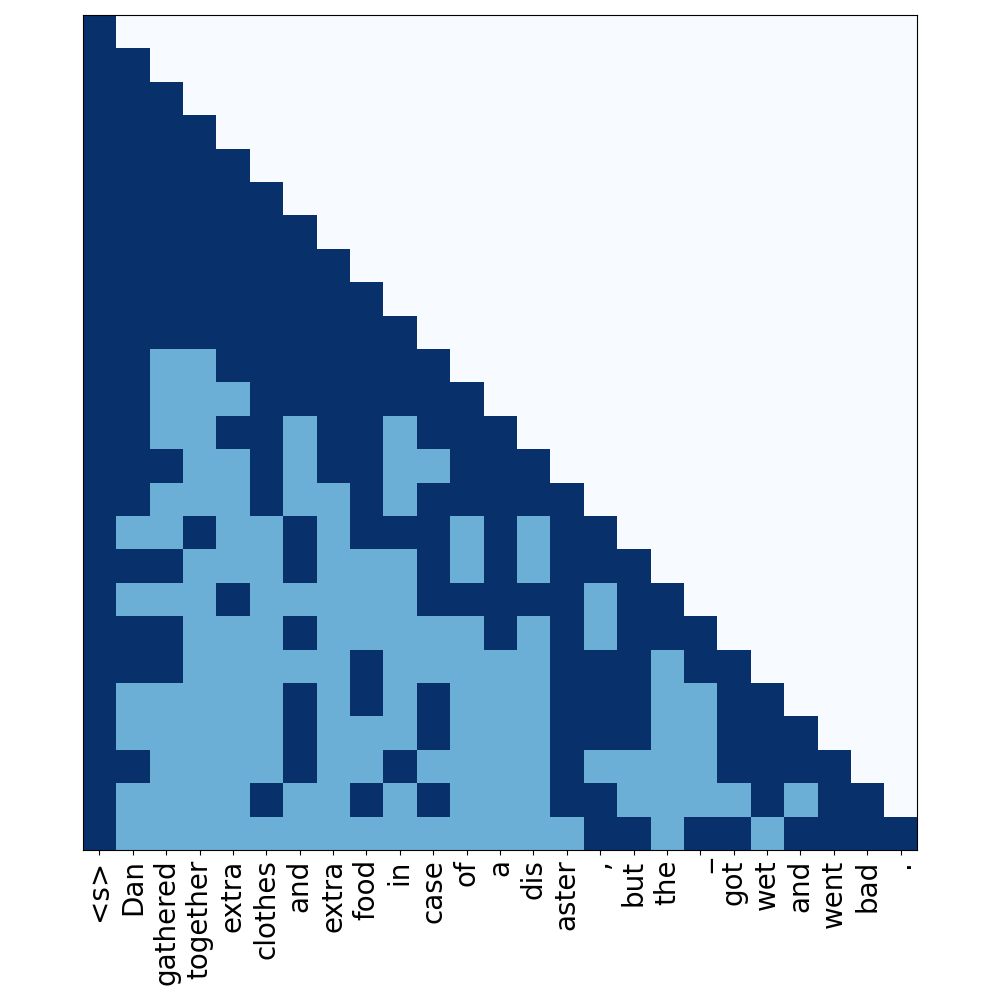 <s>
Dan
gathered
together
extra
clothes
and
extra
food
in
case
of
a
dis
aster
,
but
the
_
got
wet
and
went
bad
.